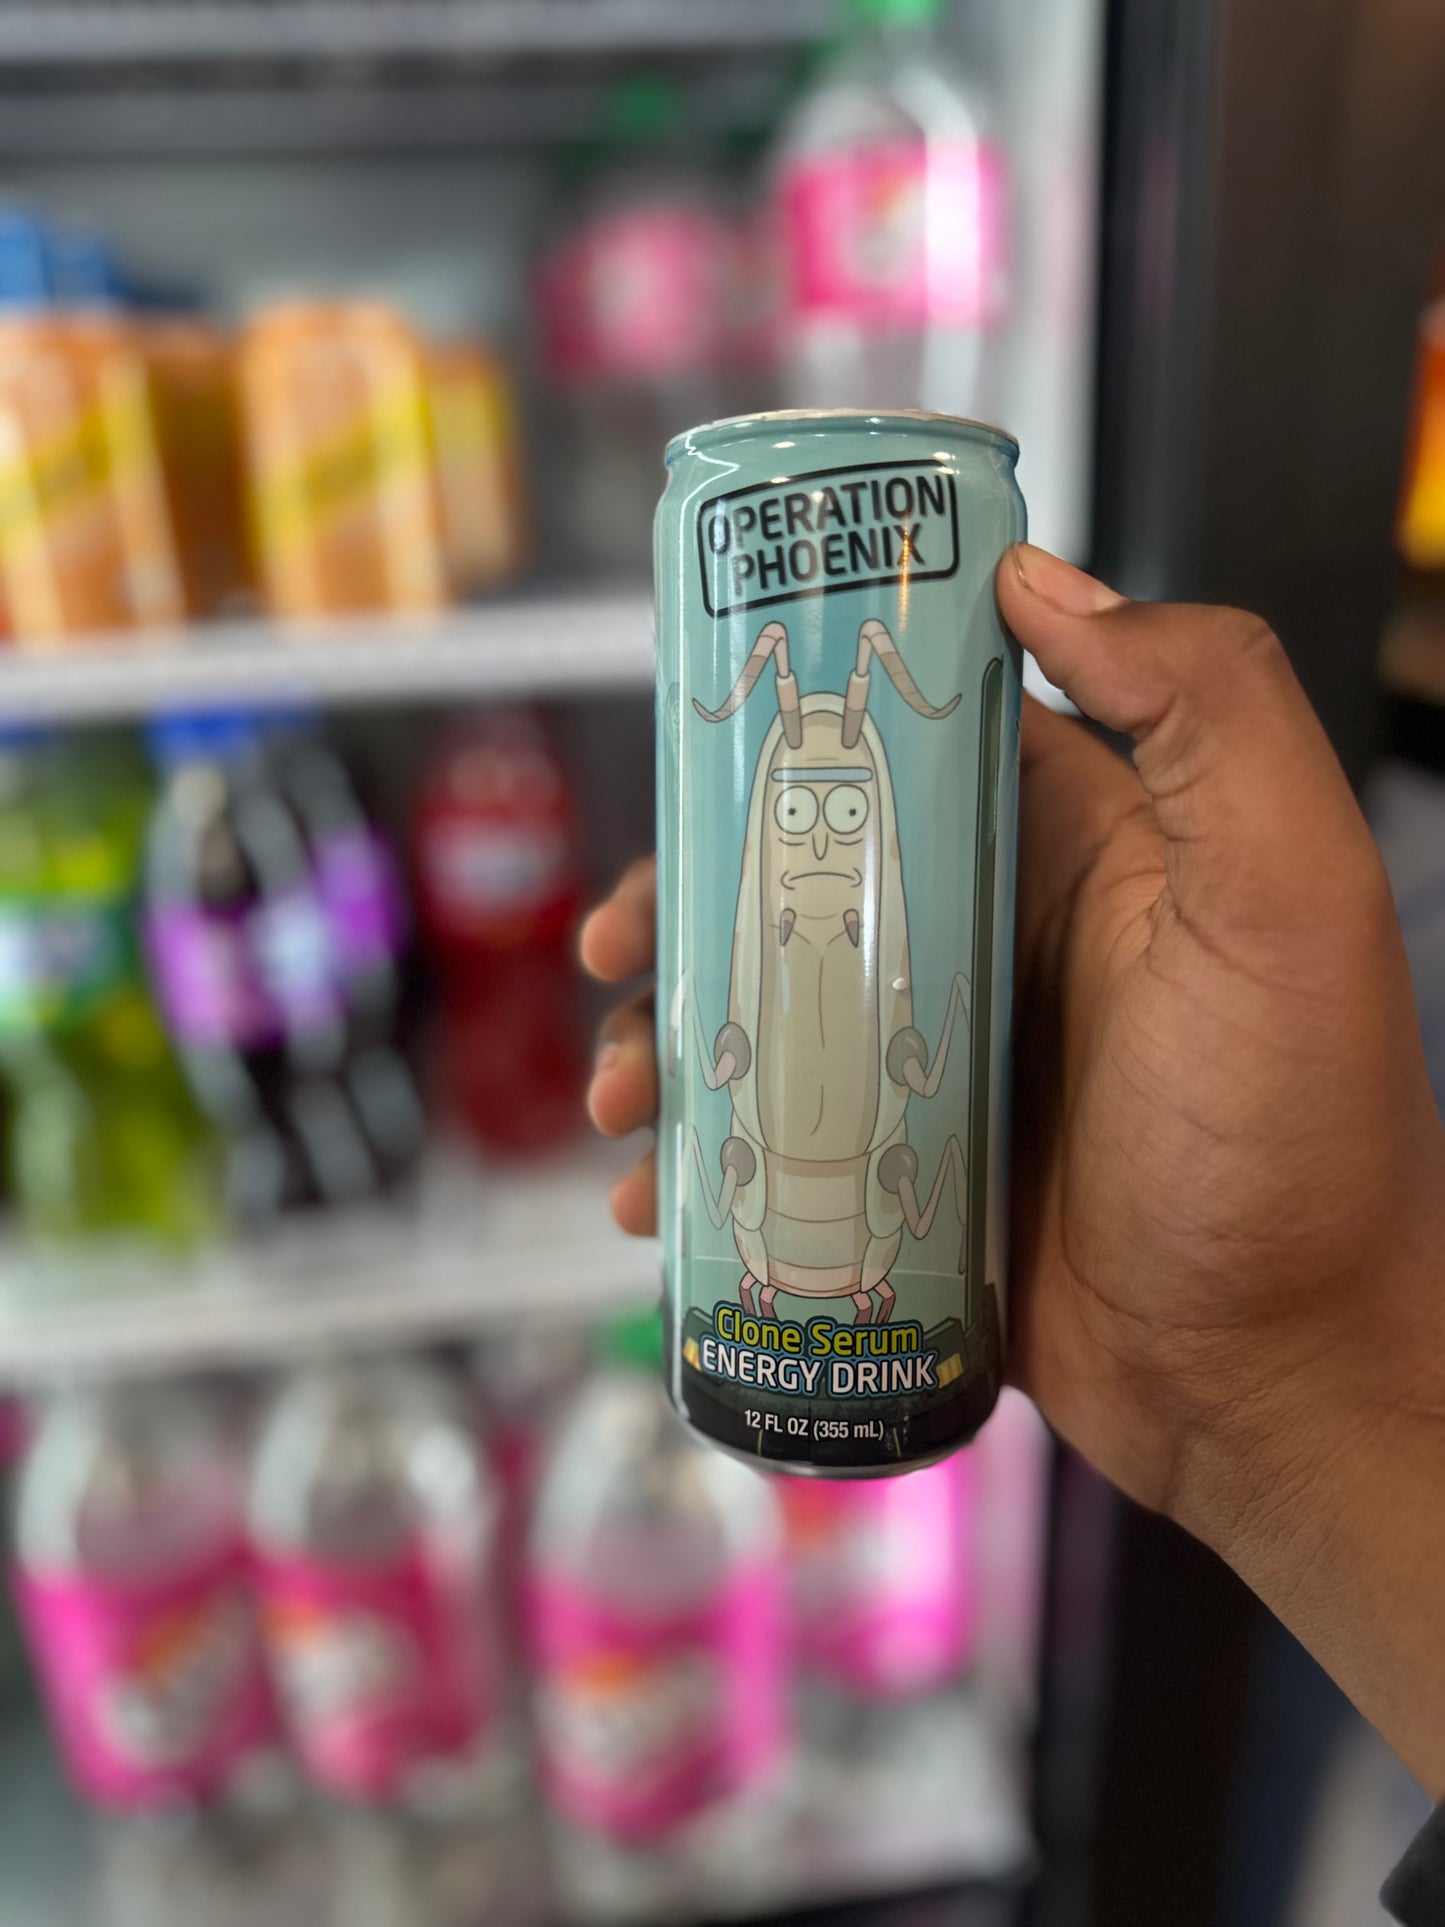 OPERATION
PHOENIX
Clone Serum
ENERGY DRINK
12 FL OZ (355 mL)